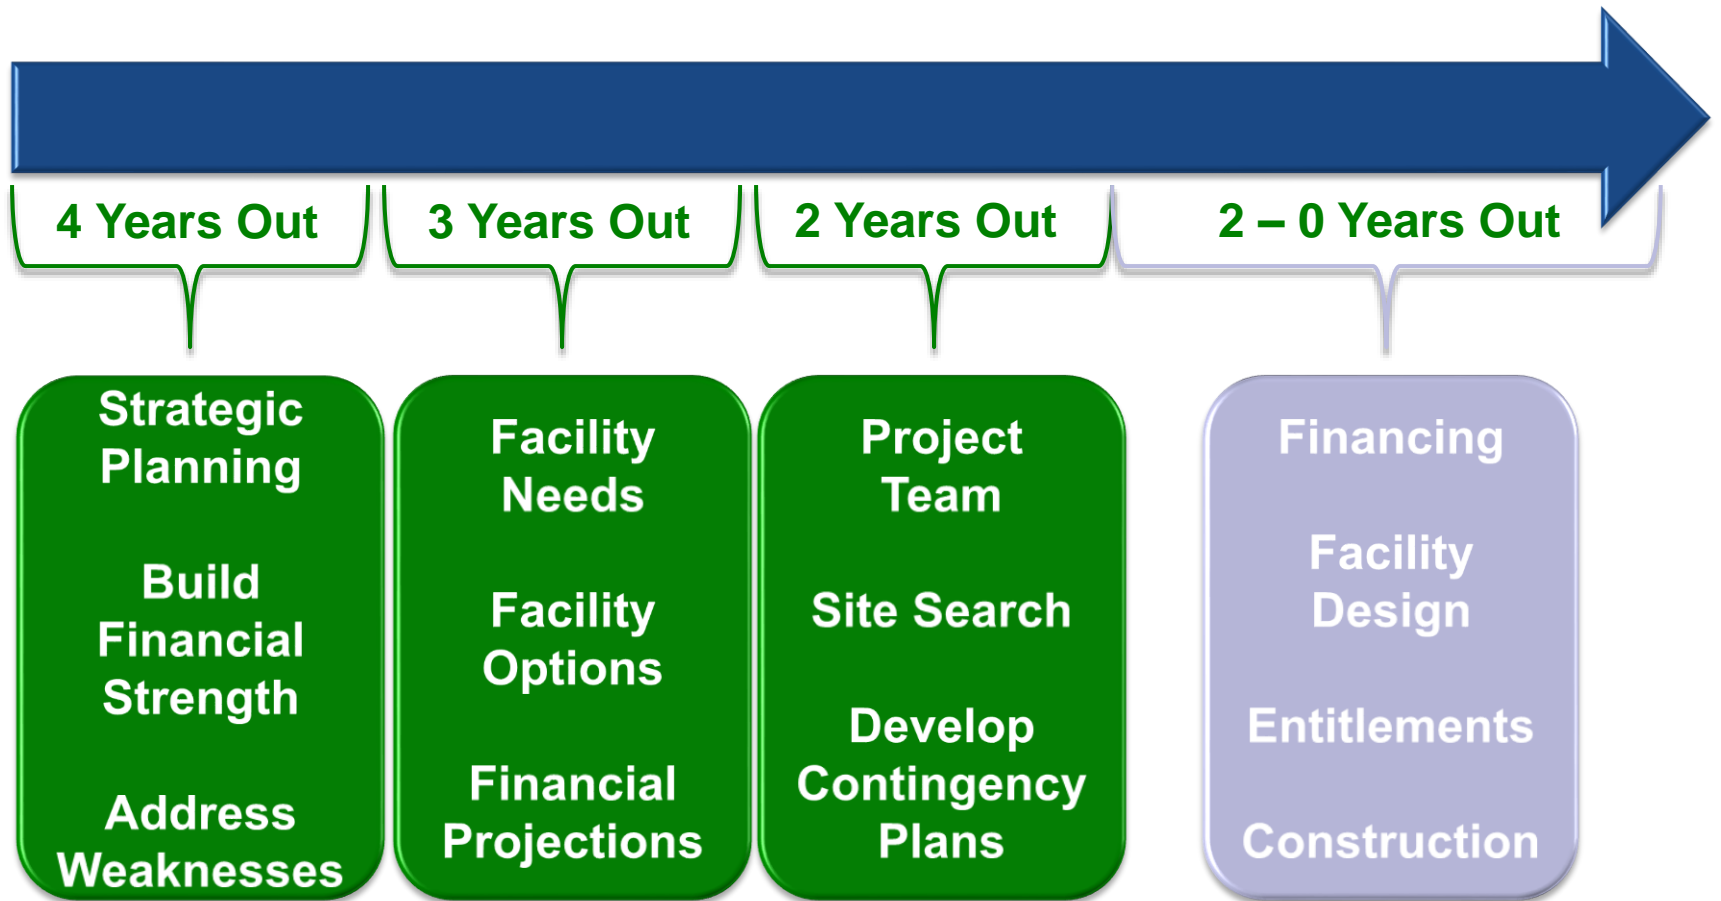 4 Years Out
3 Years Out
2 Years Out
2 – 0 Years Out
Strategic
Planning
Build
Financial
Strength
Address
Weaknesses
Facility
Needs
Facility
Options
Financial
Projections
Project
Team
Site Search
Develop
Contingency
Plans
Financing
Facility
Design
Entitlements
Construction